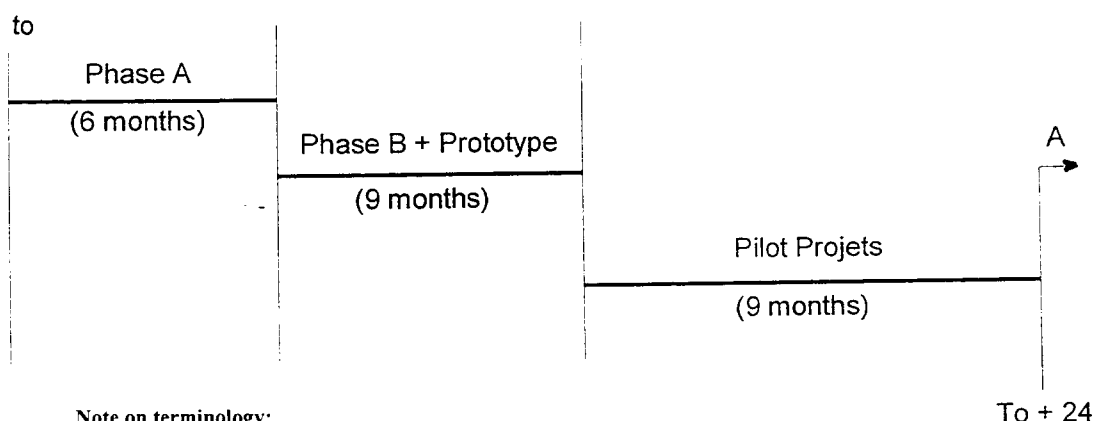 to
Phase A
(6 months)
Phase B + Prototype
(9 months)
A
Pilot Projets
(9 months)
To + 24
Note on terminology: